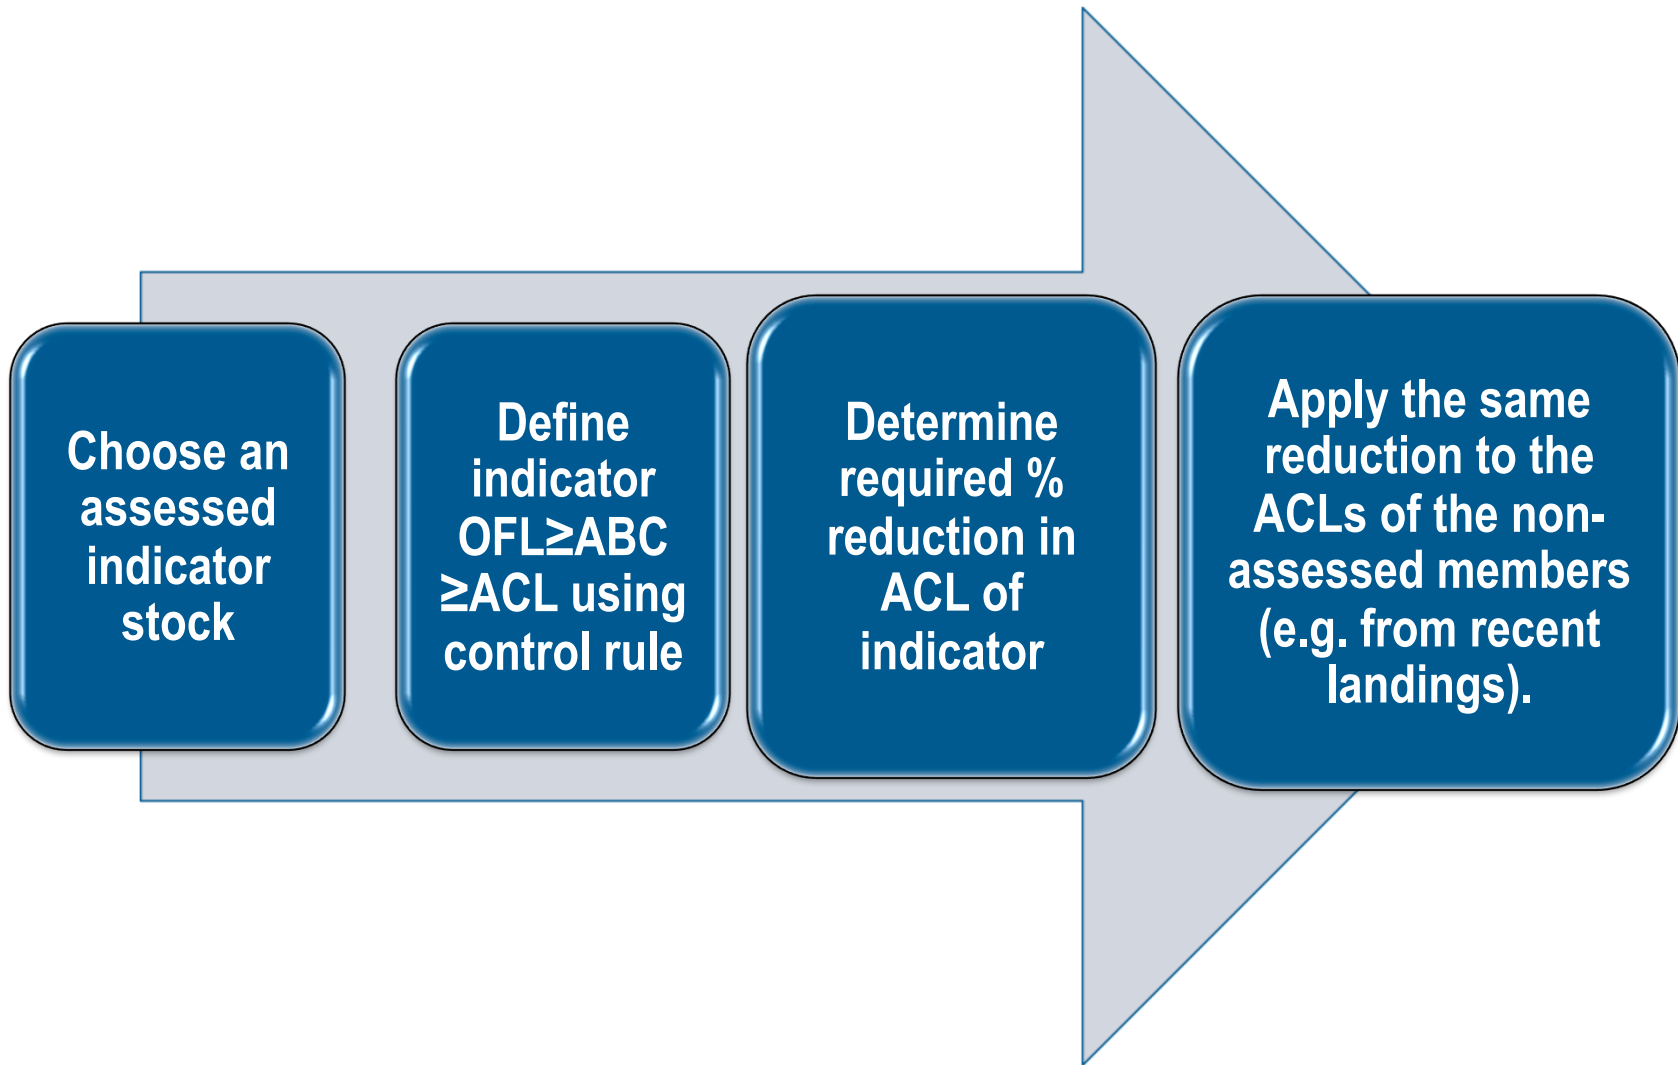 Choose an
assessed
indicator
stock
Define
indicator
OFL≥ABC
≥ACL using
control rule
Determine
required %
reduction in
ACL of
indicator
Apply the same
reduction to the
ACLs of the non-
assessed members
(e.g. from recent
landings).